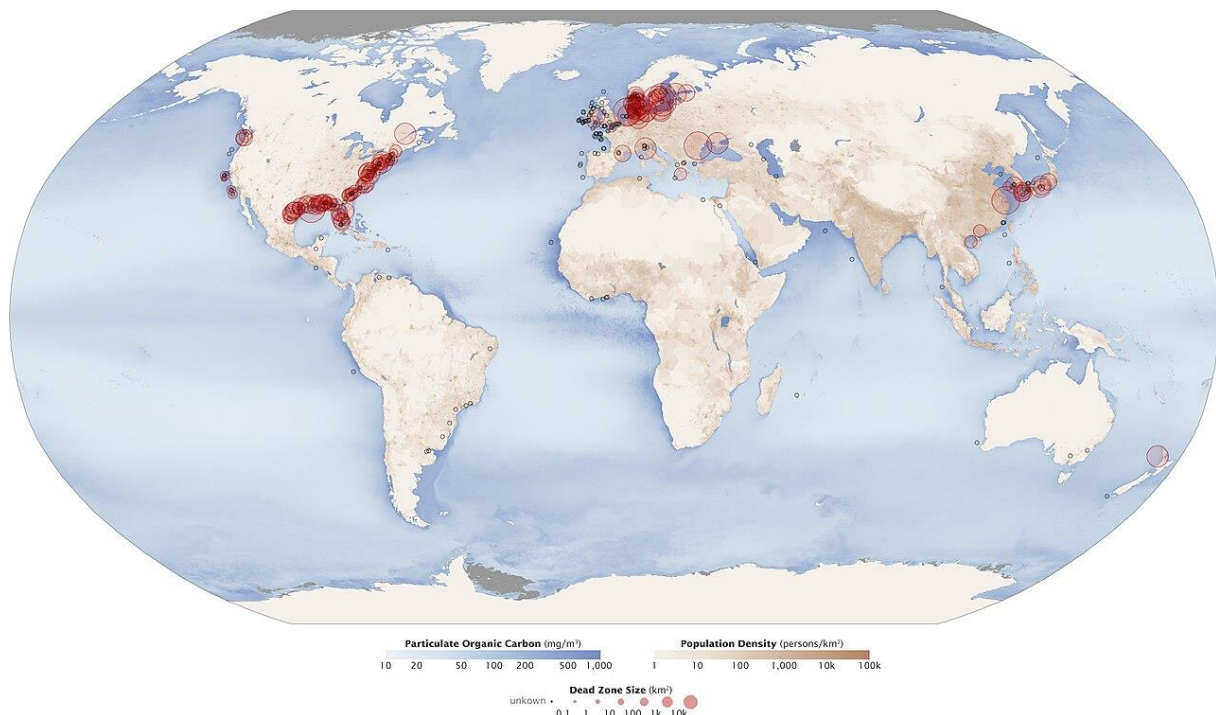 Particulate Organic Carbon (mg/m³)
10 20 50 100 200 500 1,000
Population Density (persons/km²)
1 10 100 1,000 10k 100k
Dead Zone Size (km²)
unkown
0.1 1 10 100 1k 10k